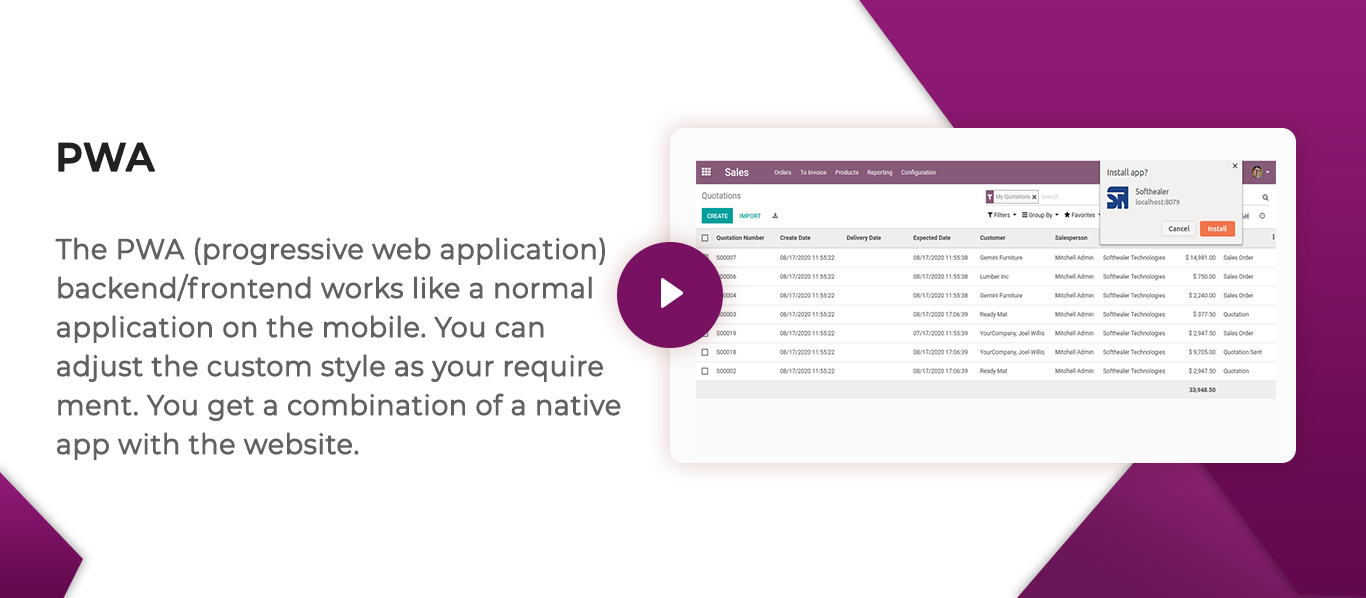 PWA
The PWA (progressive web application)
backend/frontend works like a normal
application on the mobile. You can
adjust the custom style as your require
ment. You get a combination of a native
app with the website.
Sales Orders To Invoice Products Reporting Configuration
Install app?
Softhealer
localhost:8079
Cancel Install
Quotations
My Quotations Search...
CREATE IMPORT
Filters Group By Favorites
Quotation Number Create Date Delivery Date Expected Date Customer Salesperson
S00007 08/17/2020 11:55:22 08/17/2020 11:55:38 Gemini Furniture Mitchell Admin Softhealer Technologies $ 14,981.00 Sales Order
S00006 08/17/2020 11:55:22 08/17/2020 11:55:38 Lumber Inc Mitchell Admin Softhealer Technologies $ 750.00 Sales Order
004 08/17/2020 11:55:22 08/17/2020 11:55:38 Gemini Furniture Mitchell Admin Softhealer Technologies $ 2,240.00 Sales Order
003 08/17/2020 11:55:22 08/17/2020 17:06:39 Ready Mat Mitchell Admin Softhealer Technologies $ 377.50 Quotation
S00019 08/17/2020 11:55:22 07/17/2020 11:55:39 YourCompany, Joel Willis Mitchell Admin Softhealer Technologies $ 2,947.50 Sales Order
S00018 08/17/2020 11:55:22 08/17/2020 17:06:39 YourCompany, Joel Willis Mitchell Admin Softhealer Technologies $ 9,705.00 Quotation Sent
S00002 08/17/2020 11:55:22 08/17/2020 17:06:39 Ready Mat Mitchell Admin Softhealer Technologies $ 2,947.50 Quotation
33,948.50